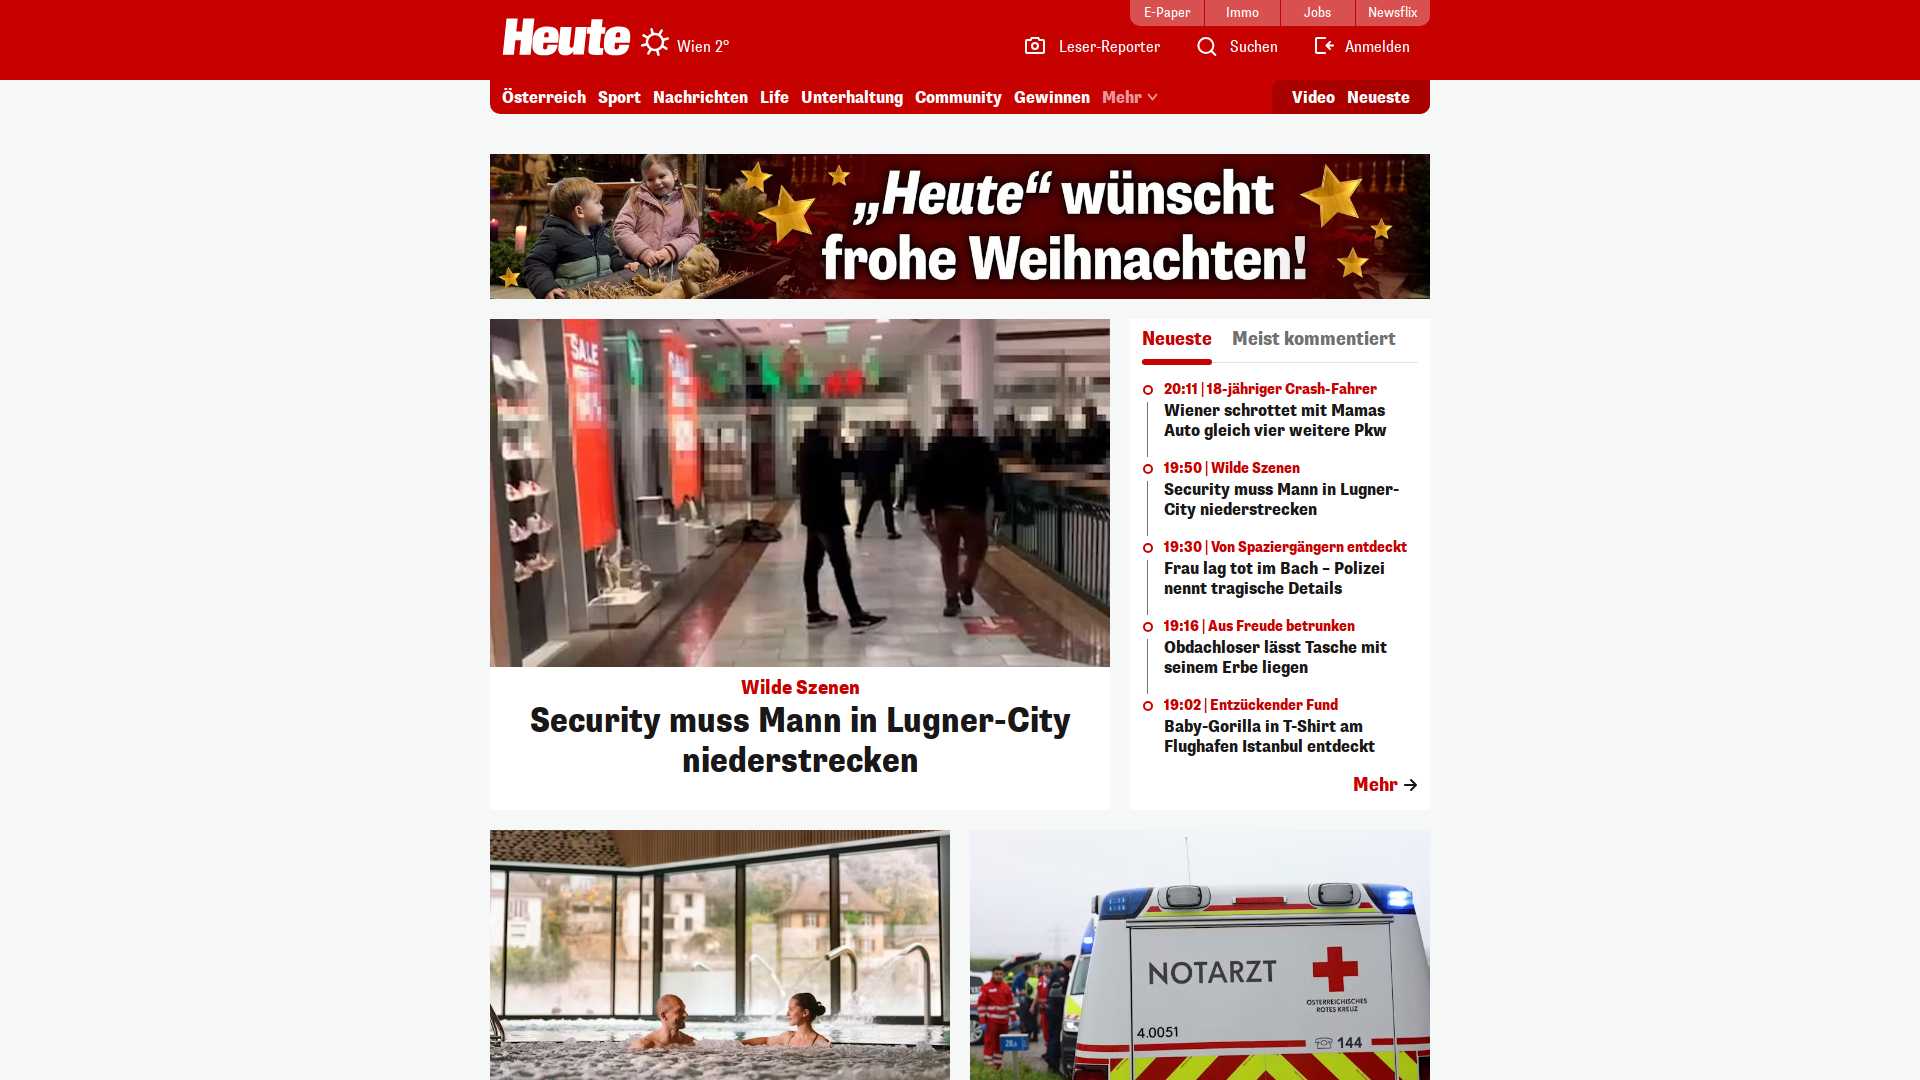 E-Paper
Immo
Jobs
Newsflix
Heute
Wien 2°
Leser-Reporter
Suchen
Anmelden
Österreich
Sport
Nachrichten
Life
Unterhaltung
Community
Gewinnen
Mehr
Video
Neueste
„Heute“ wünscht
frohe Weihnachten!
SALE
Wilde Szenen
Security muss Mann in Lugner-City
niederstrecken
Neueste
Meist kommentiert
20:11 | 18-jähriger Crash-Fahrer
Wiener schrottet mit Mamas
Auto gleich vier weitere Pkw
19:50 | Wilde Szenen
Security muss Mann in Lugner-
City niederstrecken
19:30 | Von Spaziergängern entdeckt
Frau lag tot im Bach – Polizei
nennt tragische Details
19:16 | Aus Freude betrunken
Obdachloser lässt Tasche mit
seinem Erbe liegen
19:02 | Entzückender Fund
Baby-Gorilla in T-Shirt am
Flughafen Istanbul entdeckt
Mehr
NOTARZT
ÖSTERREICHISCHES
ROTES KREUZ
4.0051
144